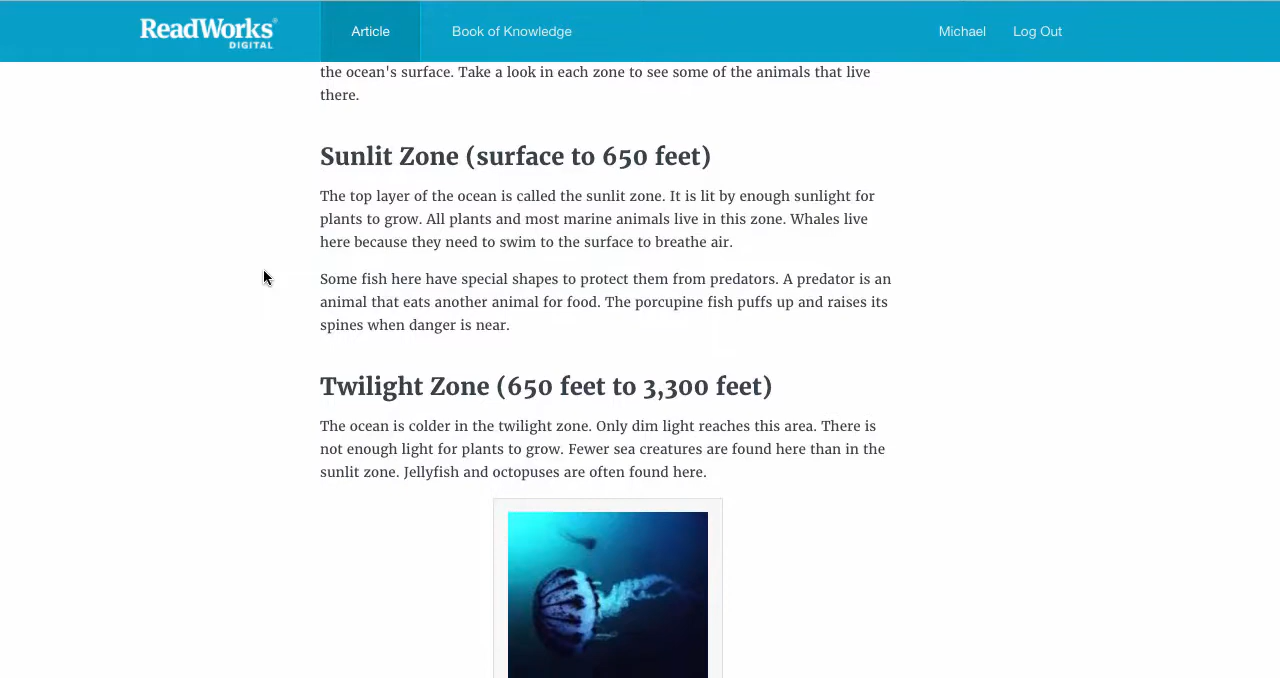 ReadWorks®
DIGITAL
Article
Book of Knowledge
Michael
Log Out
the ocean's surface. Take a look in each zone to see some of the animals that live
there.
Sunlit Zone (surface to 650 feet)
The top layer of the ocean is called the sunlit zone. It is lit by enough sunlight for
plants to grow. All plants and most marine animals live in this zone. Whales live
here because they need to swim to the surface to breathe air.
Some fish here have special shapes to protect them from predators. A predator is an
animal that eats another animal for food. The porcupine fish puffs up and raises its
spines when danger is near.
Twilight Zone (650 feet to 3,300 feet)
The ocean is colder in the twilight zone. Only dim light reaches this area. There is
not enough light for plants to grow. Fewer sea creatures are found here than in the
sunlit zone. Jellyfish and octopuses are often found here.